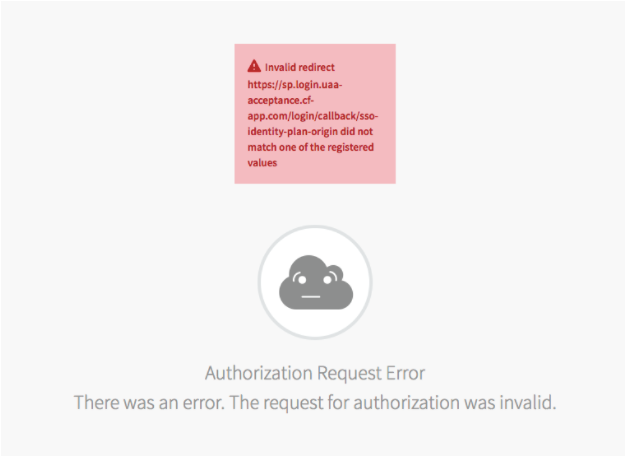 Invalid redirect
https://sp.login.uaa-
acceptance.cf-
app.com/login/callback/sso-
identity-plan-origin did not
match one of the registered
values
Authorization Request Error
There was an error. The request for authorization was invalid.